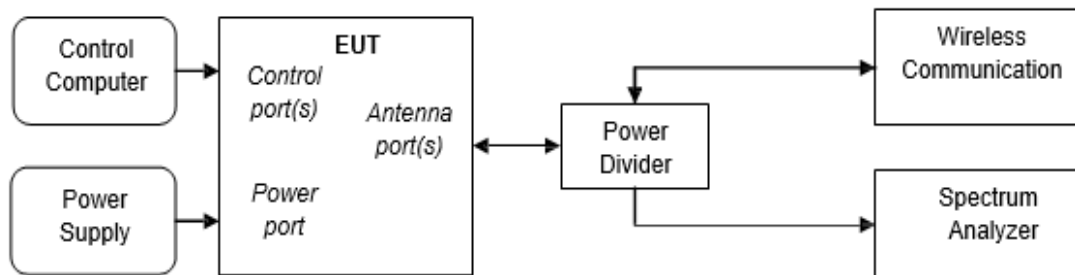 Control
Computer
Power
Supply
EUT
Control
port(s)
Antenna
port(s)
Power
port
Power
Divider
Wireless
Communication
Spectrum
Analyzer